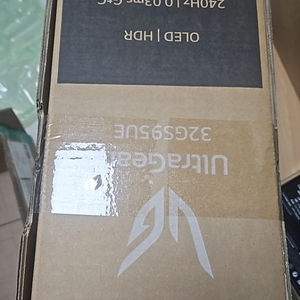 UltraGear
32GS95UE
OLED | HDR
240Hz | 0.03ms GtG